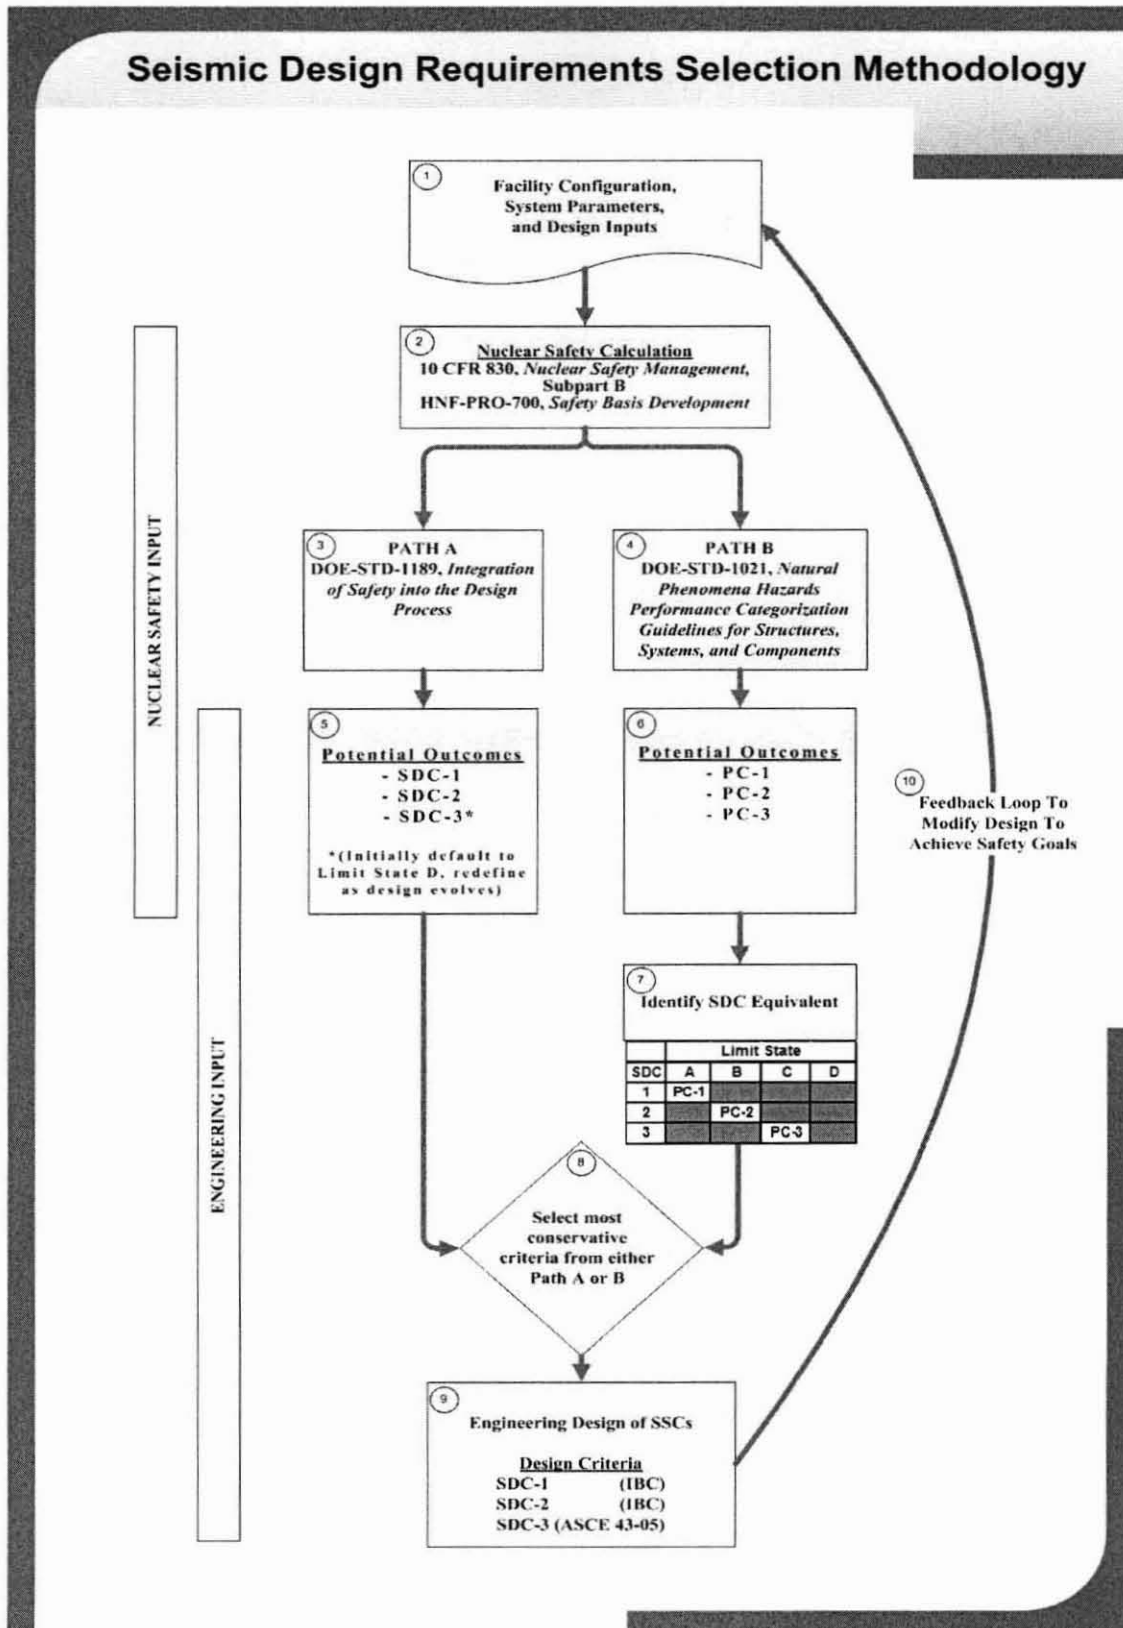 Seismic Design Requirements Selection Methodology
1
Facility Configuration,
System Parameters,
and Design Inputs
2
Nuclear Safety Calculation
10 CFR 830, Nuclear Safety Management,
Subpart B
HNF-PRO-700, Safety Basis Development
NUCLEAR SAFETY INPUT
3
PATH A
DOE-STD-1189, Integration
of Safety into the Design
Process
4
PATH B
DOE-STD-1021, Natural
Phenomena Hazards
Performance Categorization
Guidelines for Structures,
Systems, and Components
ENGINEERING INPUT
5
Potential Outcomes
- SDC-1
- SDC-2
- SDC-3*
*(Initially default to
Limit State D, redefine
as design evolves)
6
Potential Outcomes
- PC-1
- PC-2
- PC-3
10
Feedback Loop To
Modify Design To
Achieve Safety Goals
7
Identify SDC Equivalent
Limit State
SDC A B C D
1 PC-1
2 PC-2
3 PC-3
8
Select most
conservative
criteria from either
Path A or B
9
Engineering Design of SSCs
Design Criteria
SDC-1 (IBC)
SDC-2 (IBC)
SDC-3 (ASCE 43-05)